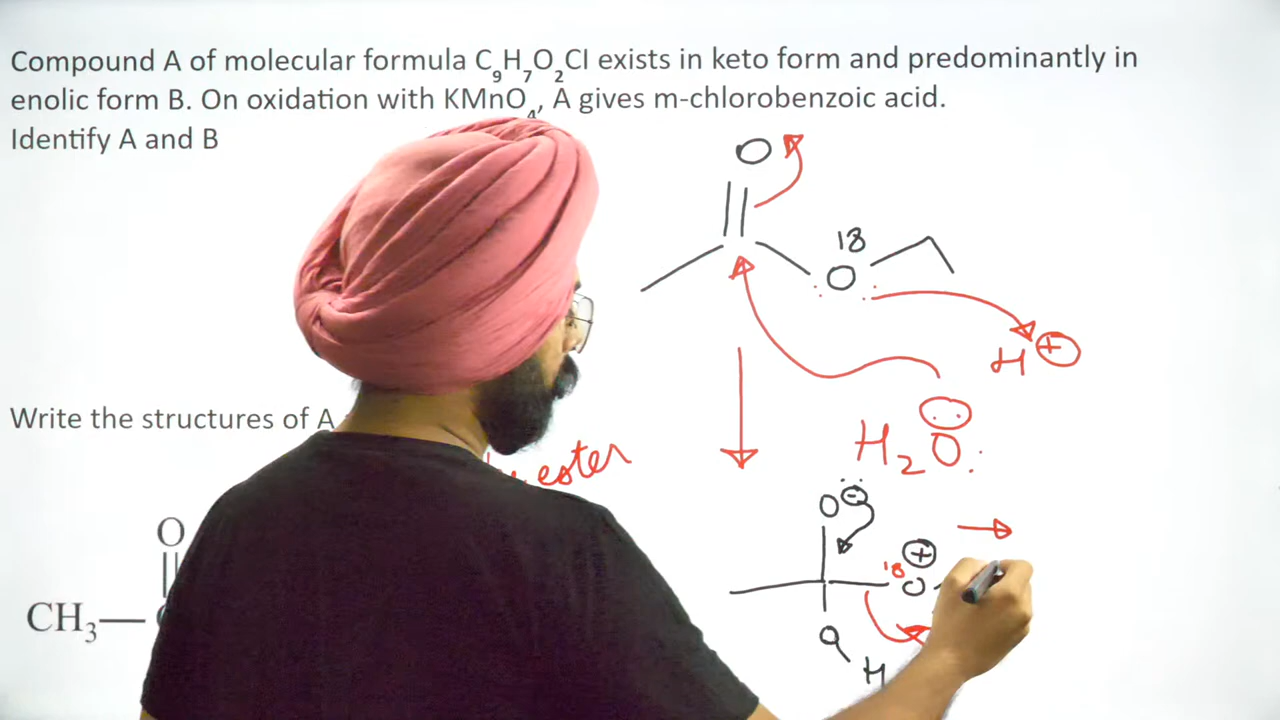 Compound A of molecular formula C₉H₇O₂Cl exists in keto form and predominantly in
enolic form B. On oxidation with KMnO₄, A gives m-chlorobenzoic acid.
Identify A and B
O
18
O
H⊕
H₂O
Write the structures of A
ester
O⊖
O
⊕
18
O
CH₃—
O
H